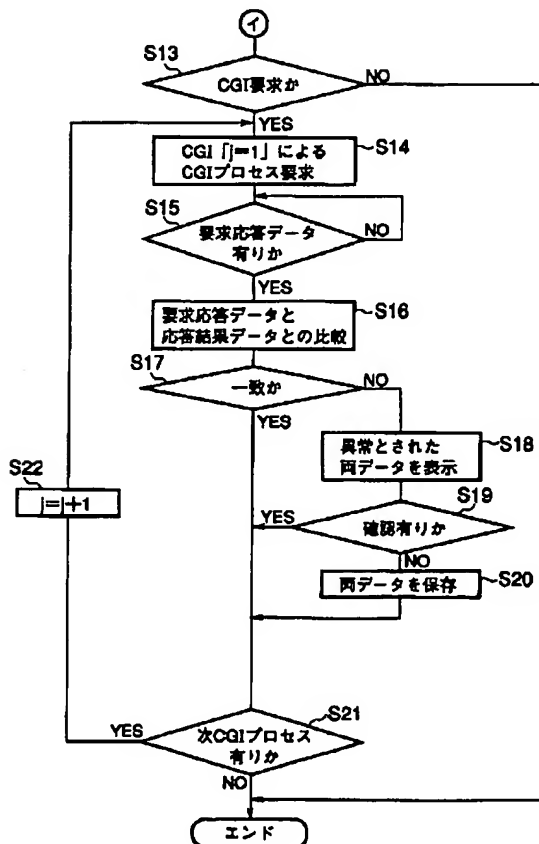 イ
S13
CGI要求か
NO
YES
CGI「j=1」による
CGIプロセス要求
S14
S15
要求応答データ
有りか
NO
YES
要求応答データと
応答結果データとの比較
S16
S17
一致か
NO
YES
異常とされた
両データを表示
S18
S22
j=j+1
S19
確認有りか
YES
NO
両データを保存
S20
S21
次CGIプロセス
有りか
YES
NO
エンド